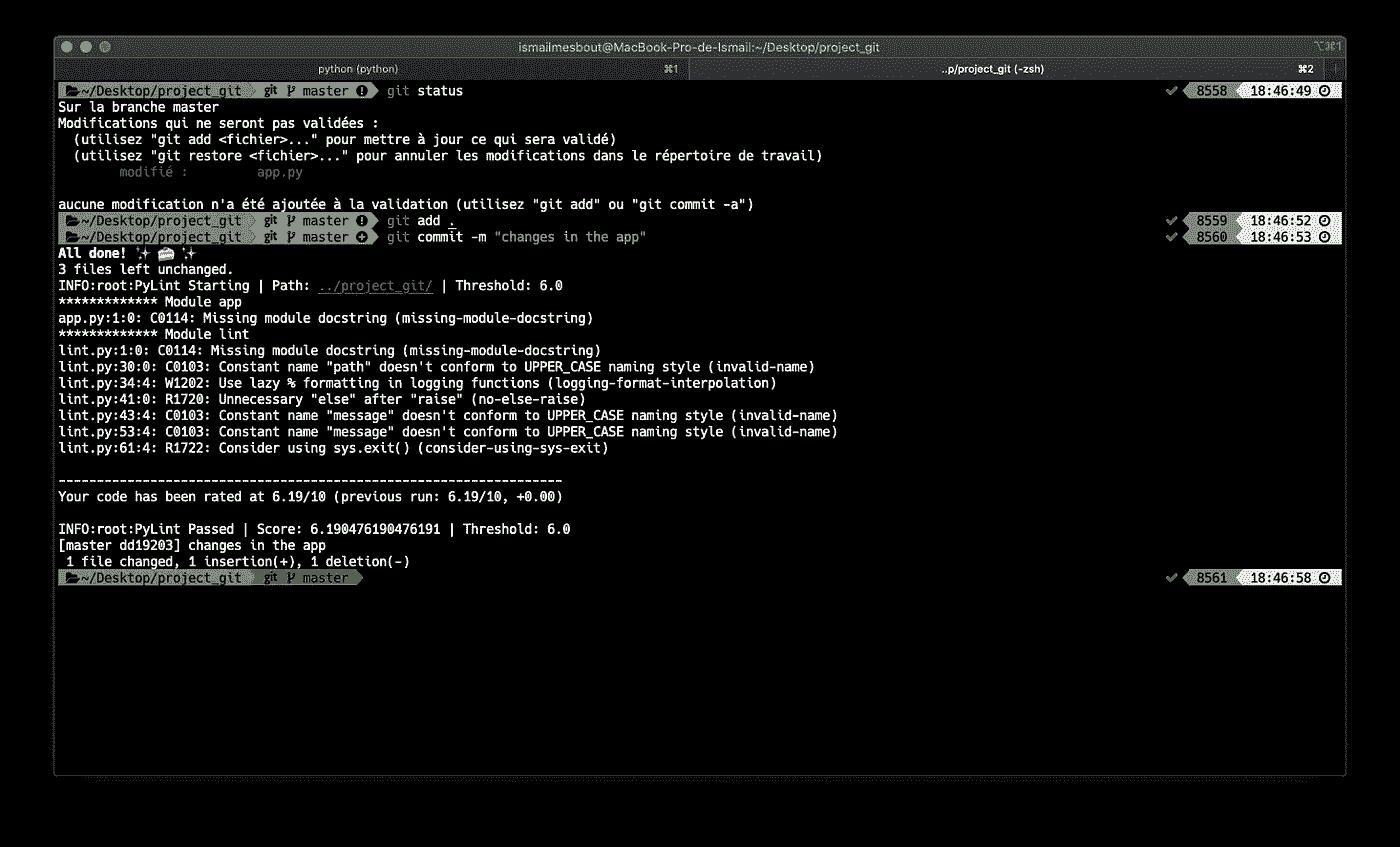 ismailmesbout@MacBook-Pro-de-Ismail:~/Desktop/project_git ⌥⌘1
python (python) ⌘1 ..p/project_git (-zsh) ⌘2
~/Desktop/project_git git master git status 8558 18:46:49
Sur la branche master
Modifications qui ne seront pas validées :
(utilisez "git add <fichier>..." pour mettre à jour ce qui sera validé)
(utilisez "git restore <fichier>..." pour annuler les modifications dans le répertoire de travail)
modifié : app.py
aucune modification n'a été ajoutée à la validation (utilisez "git add" ou "git commit -a")
~/Desktop/project_git git master git add . 8559 18:46:52
~/Desktop/project_git git master git commit -m "changes in the app" 8560 18:46:53
All done! ✨ 🍰 ✨
3 files left unchanged.
INFO:root:PyLint Starting | Path: ../project_git/ | Threshold: 6.0
************* Module app
app.py:1:0: C0114: Missing module docstring (missing-module-docstring)
************* Module lint
lint.py:1:0: C0114: Missing module docstring (missing-module-docstring)
lint.py:30:0: C0103: Constant name "path" doesn't conform to UPPER_CASE naming style (invalid-name)
lint.py:34:4: W1202: Use lazy % formatting in logging functions (logging-format-interpolation)
lint.py:41:0: R1720: Unnecessary "else" after "raise" (no-else-raise)
lint.py:43:4: C0103: Constant name "message" doesn't conform to UPPER_CASE naming style (invalid-name)
lint.py:53:4: C0103: Constant name "message" doesn't conform to UPPER_CASE naming style (invalid-name)
lint.py:61:4: R1722: Consider using sys.exit() (consider-using-sys-exit)
------------------------------------------------------------------
Your code has been rated at 6.19/10 (previous run: 6.19/10, +0.00)
INFO:root:PyLint Passed | Score: 6.190476190476191 | Threshold: 6.0
[master dd19203] changes in the app
1 file changed, 1 insertion(+), 1 deletion(-)
~/Desktop/project_git git master 8561 18:46:58